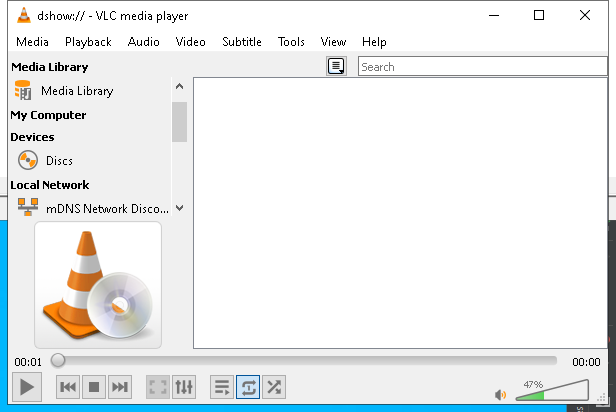 dshow:// - VLC media player
Media Playback Audio Video Subtitle Tools View Help
Media Library
Search
Media Library
My Computer
Devices
Discs
Local Network
mDNS Network Disco...
00:01
00:00
47%